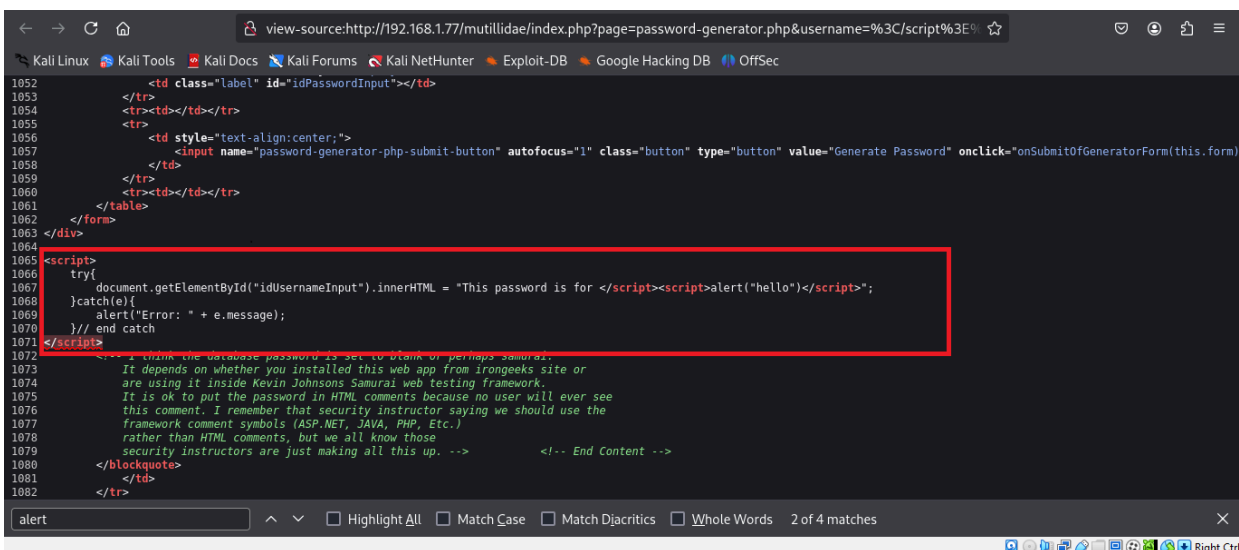 view-source:http://192.168.1.77/mutillidae/index.php?page=password-generator.php&username=%3C/script%3E%
Kali Linux Kali Tools Kali Docs Kali Forums Kali NetHunter Exploit-DB Google Hacking DB OffSec
1052 <td class="label" id="idPasswordInput"></td>
1053 </tr>
1054 <tr><td></td></tr>
1055 <tr>
1056 <td style="text-align:center;">
1057 <input name="password-generator-php-submit-button" autofocus="1" class="button" type="button" value="Generate Password" onclick="onSubmitOfGeneratorForm(this.form)
1058 </td>
1059 </tr>
1060 <tr><td></td></tr>
1061 </table>
1062 </form>
1063 </div>
1064
1065 <script>
1066 try{
1067 document.getElementById("idUsernameInput").innerHTML = "This password is for </script><script>alert("hello")</script>";
1068 }catch(e){
1069 alert("Error: " + e.message);
1070 }// end catch
1071 </script>
1072 <!-- I think the database password is set to blank or perhaps samurai.
1073 It depends on whether you installed this web app from irongeeks site or
1074 are using it inside Kevin Johnsons Samurai web testing framework.
1075 It is ok to put the password in HTML comments because no user will ever see
1076 this comment. I remember that security instructor saying we should use the
1077 framework comment symbols (ASP.NET, JAVA, PHP, Etc.)
1078 rather than HTML comments, but we all know those
1079 security instructors are just making all this up. --> <!-- End Content -->
1080 </blockquote>
1081 </td>
1082 </tr>
alert Highlight All Match Case Match Diacritics Whole Words 2 of 4 matches
Right Ctrl